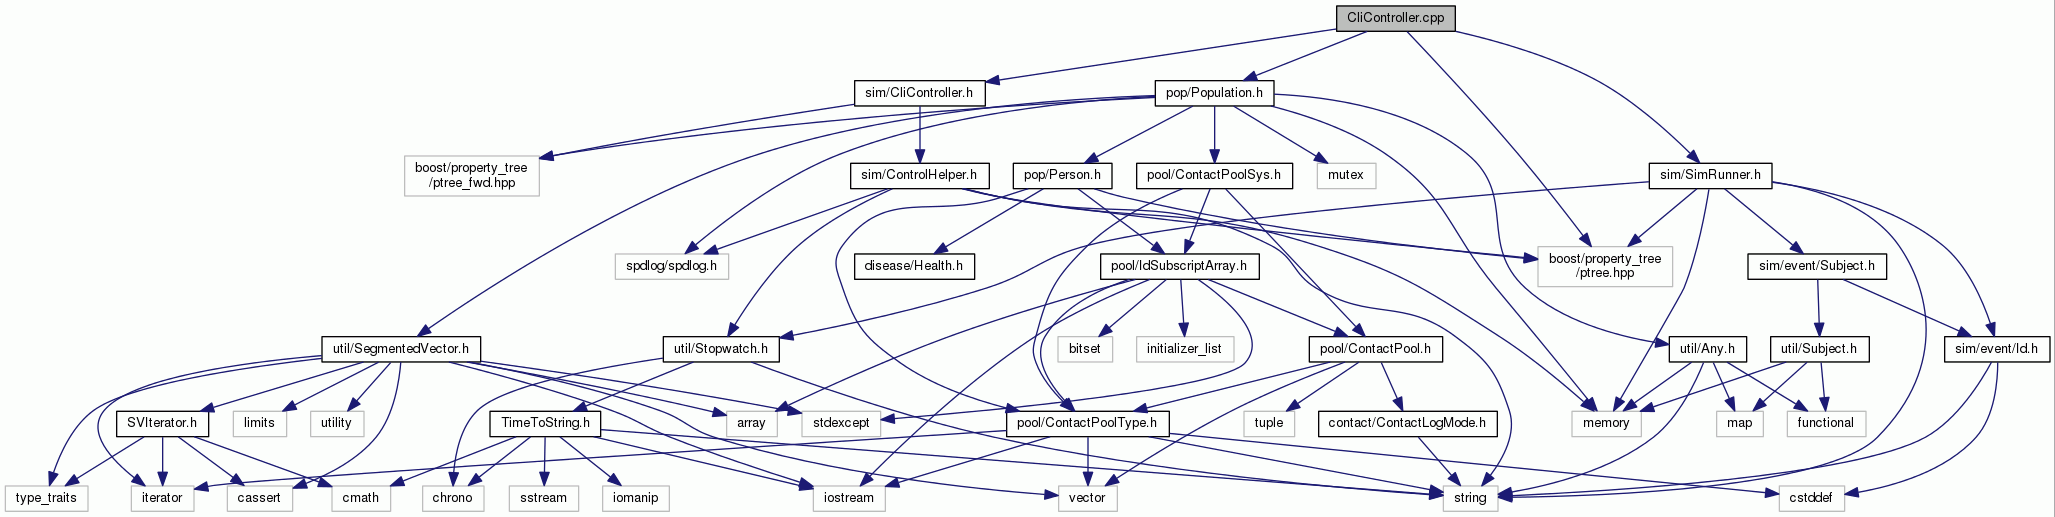 CliController.cpp
sim/CliController.h
pop/Population.h
boost/property_tree
/ptree_fwd.hpp
sim/ControlHelper.h
pop/Person.h
pool/ContactPoolSys.h
mutex
sim/SimRunner.h
spdlog/spdlog.h
disease/Health.h
pool/IdSubscriptArray.h
boost/property_tree
/ptree.hpp
sim/event/Subject.h
util/SegmentedVector.h
util/Stopwatch.h
bitset
initializer_list
pool/ContactPool.h
util/Any.h
util/Subject.h
sim/event/Id.h
SVIterator.h
limits
utility
TimeToString.h
array
stdexcept
pool/ContactPoolType.h
tuple
contact/ContactLogMode.h
memory
map
functional
type_traits
iterator
cassert
cmath
chrono
sstream
iomanip
iostream
vector
string
cstddef